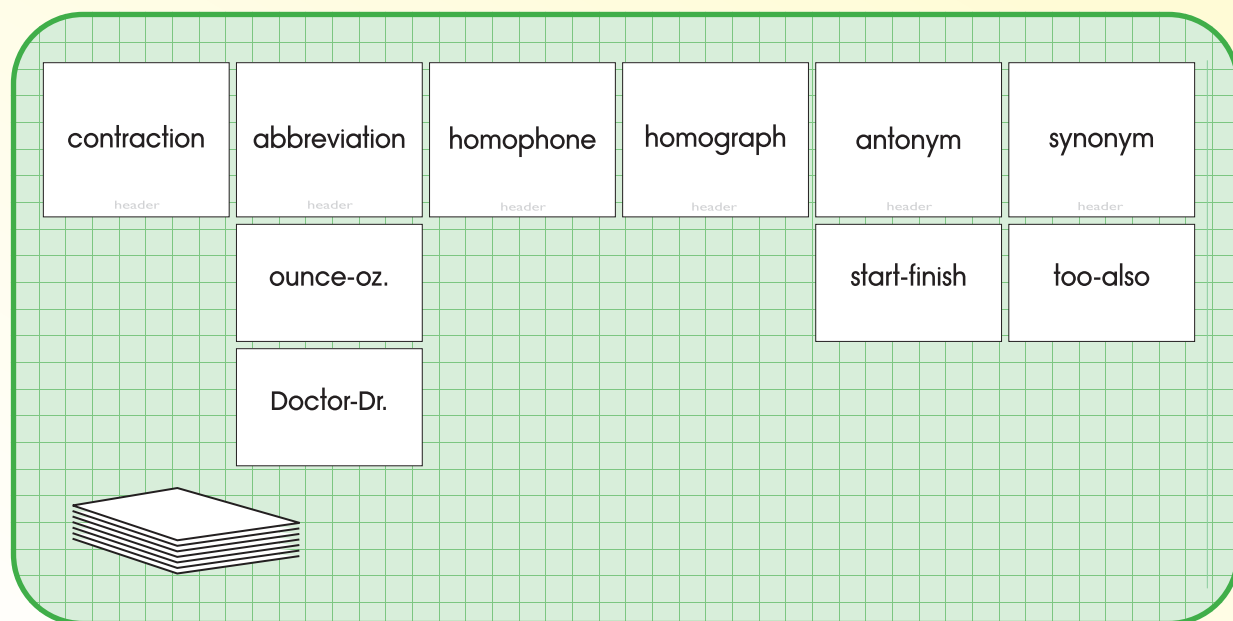 contraction
header
abbreviation
header
homophone
header
homograph
header
antonym
header
synonym
header
ounce-oz.
start-finish
too-also
Doctor-Dr.